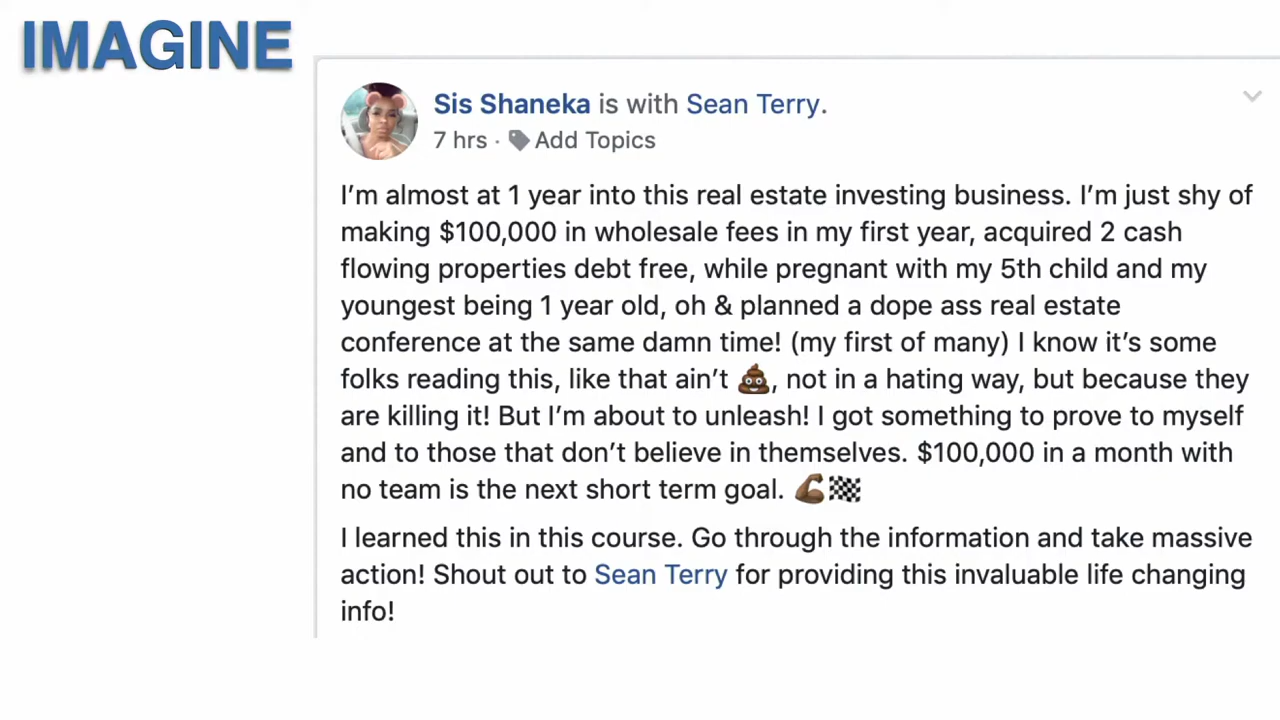 IMAGINE
Sis Shaneka is with Sean Terry.
7 hrs · Add Topics
I’m almost at 1 year into this real estate investing business. I’m just shy of
making $100,000 in wholesale fees in my first year, acquired 2 cash
flowing properties debt free, while pregnant with my 5th child and my
youngest being 1 year old, oh & planned a dope ass real estate
conference at the same damn time! (my first of many) I know it’s some
folks reading this, like that ain’t 💩, not in a hating way, but because they
are killing it! But I’m about to unleash! I got something to prove to myself
and to those that don’t believe in themselves. $100,000 in a month with
no team is the next short term goal. 💪🏾🏁
I learned this in this course. Go through the information and take massive
action! Shout out to Sean Terry for providing this invaluable life changing
info!